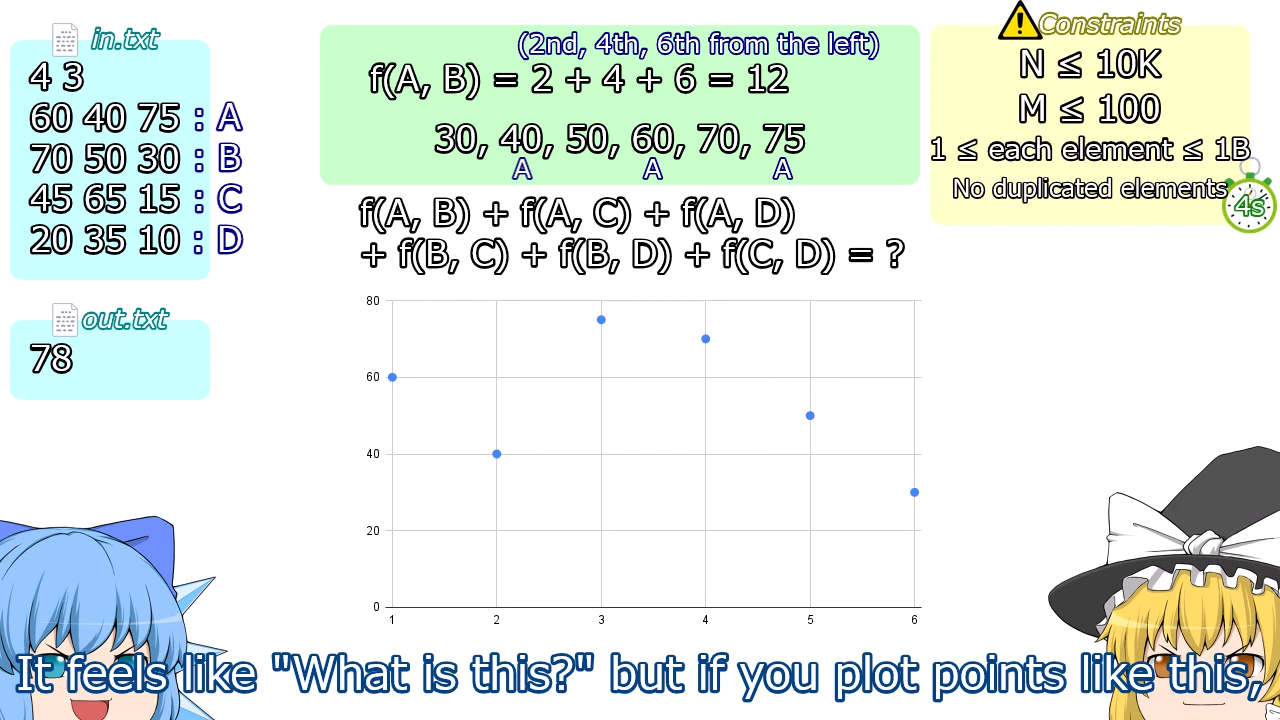 in.txt
4 3
60 40 75 : A
70 50 30 : B
45 65 15 : C
20 35 10 : D
out.txt
78
(2nd, 4th, 6th from the left)
f(A, B) = 2 + 4 + 6 = 12
30, 40, 50, 60, 70, 75
A A A
f(A, B) + f(A, C) + f(A, D)
+ f(B, C) + f(B, D) + f(C, D) = ?
Constraints
N ≤ 10K
M ≤ 100
1 ≤ each element ≤ 1B
No duplicated elements
4s
80
60
40
20
0
1 2 3 4 5 6
It feels like "What is this?" but if you plot points like this,